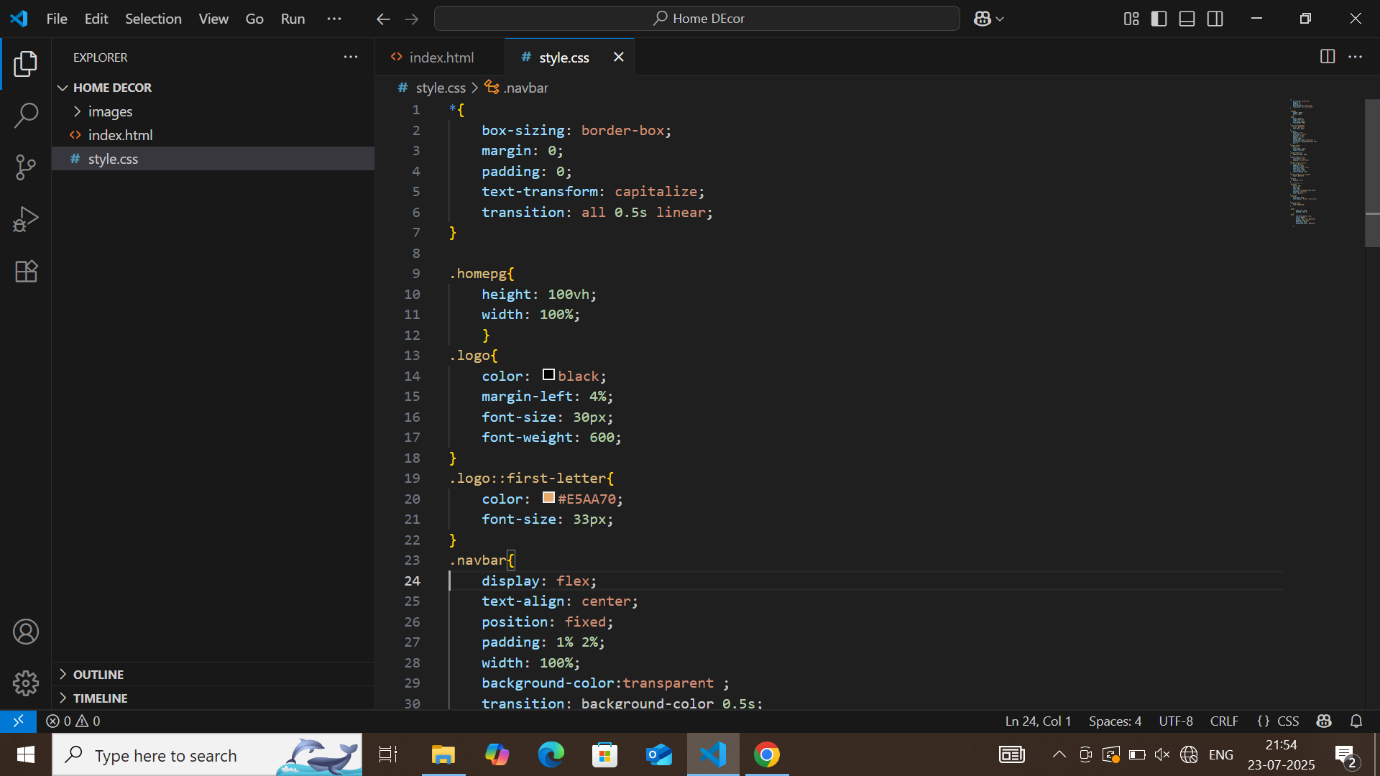 File Edit Selection View Go Run ···
Home DEcor
EXPLORER
HOME DECOR
images
index.html
style.css
OUTLINE
TIMELINE
index.html
style.css
style.css > .navbar
1 *{
2 box-sizing: border-box;
3 margin: 0;
4 padding: 0;
5 text-transform: capitalize;
6 transition: all 0.5s linear;
7 }
8
9 .homepg{
10 height: 100vh;
11 width: 100%;
12 }
13 .logo{
14 color: black;
15 margin-left: 4%;
16 font-size: 30px;
17 font-weight: 600;
18 }
19 .logo::first-letter{
20 color: #E5AA70;
21 font-size: 33px;
22 }
23 .navbar{
24 display: flex;
25 text-align: center;
26 position: fixed;
27 padding: 1% 2%;
28 width: 100%;
29 background-color:transparent ;
30 transition: background-color 0.5s;
0 0 Ln 24, Col 1 Spaces: 4 UTF-8 CRLF {} CSS
Type here to search
ENG
21:54
23-07-2025
2